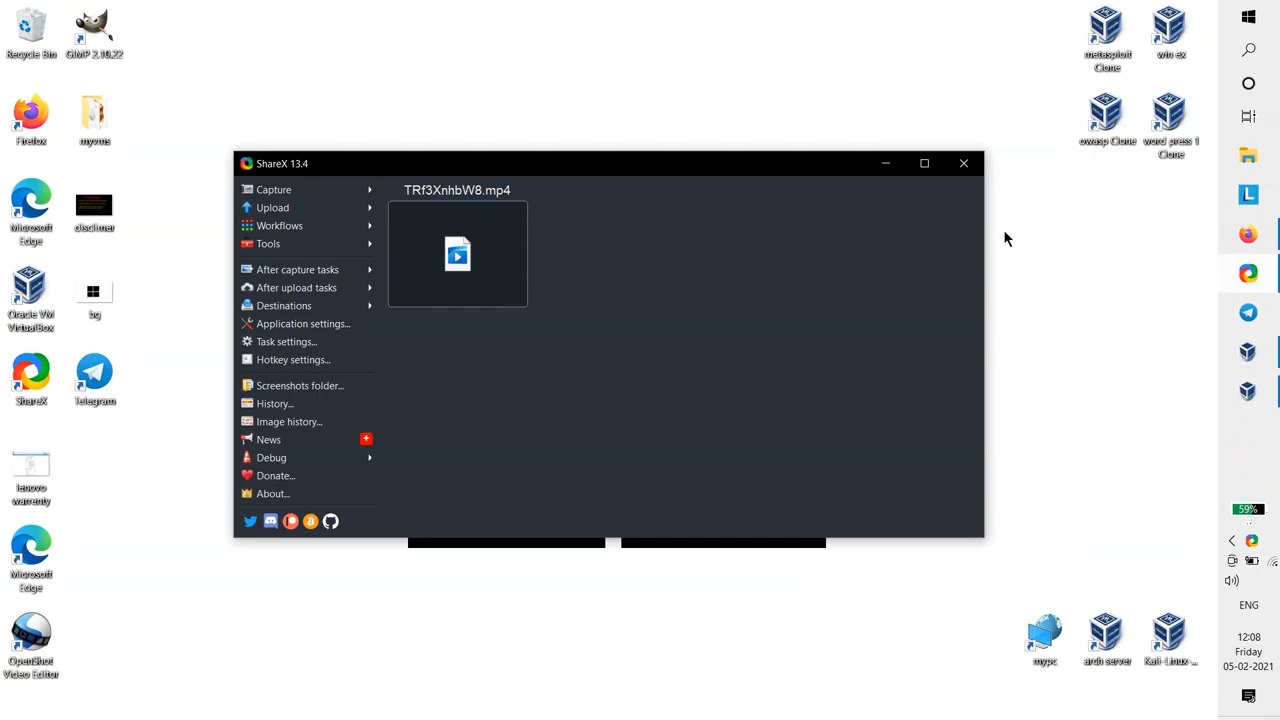 Recycle Bin
GIMP 2.10.22
Firefox
myvms
Microsoft
Edge
disclimer
Oracle VM
VirtualBox
bg
ShareX
Telegram
lenovo
warrenty
Microsoft
Edge
OpenShot
Video Editor
ShareX 13.4
Capture
Upload
Workflows
Tools
After capture tasks
After upload tasks
Destinations
Application settings...
Task settings...
Hotkey settings...
Screenshots folder...
History...
Image history...
News
Debug
Donate...
About...
TRf3XnhbW8.mp4
metasploit
Clone
win ex
owasp Clone
word press 1
Clone
mypc
arch server
Kali-Linux-...
L
59%
ENG
12:08
Friday
05-02-2021